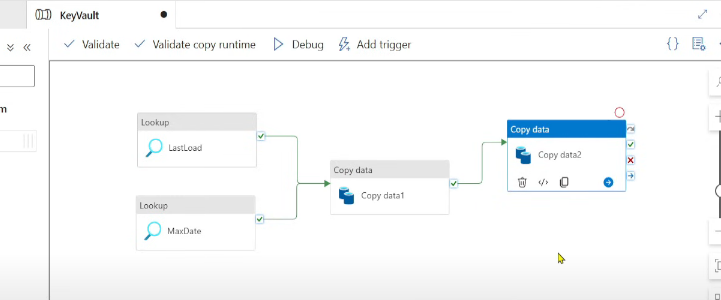 KeyVault
Validate
Validate copy runtime
Debug
Add trigger
m
Lookup
LastLoad
Lookup
MaxDate
Copy data
Copy data1
Copy data
Copy data2